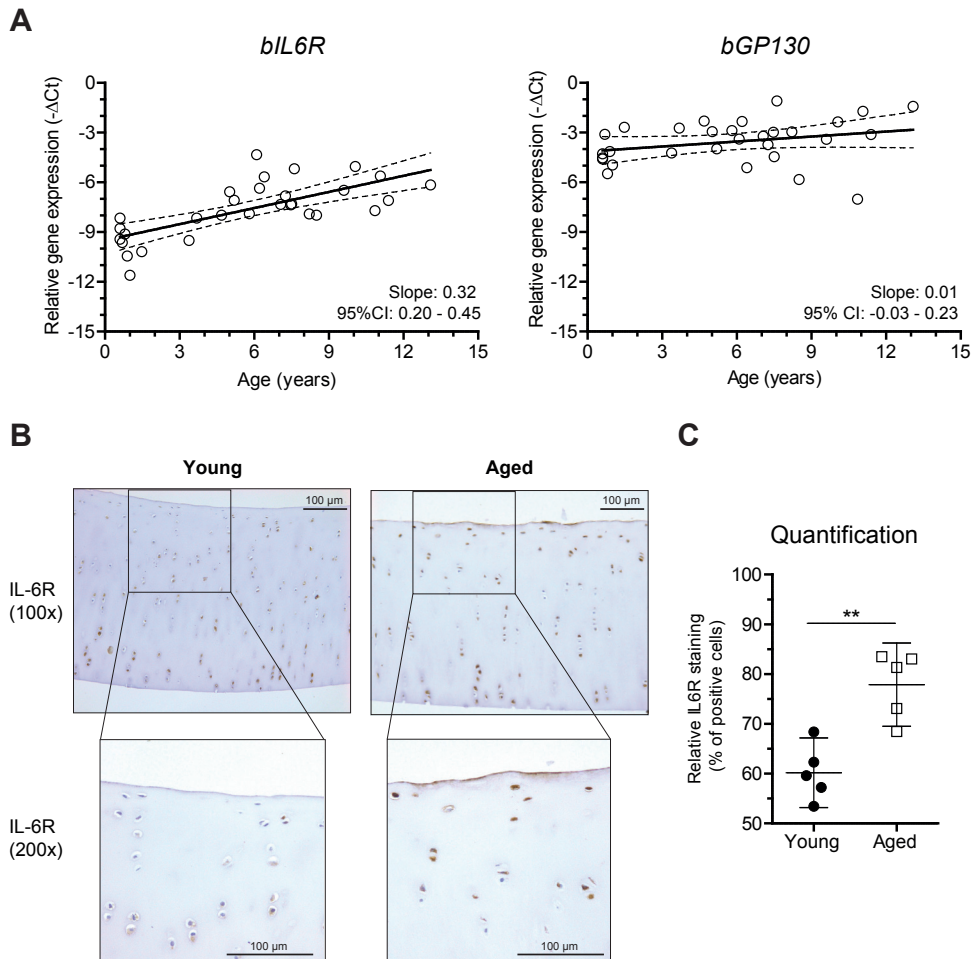 A
bIL6R
bGP130
Relative gene expression (-ΔCt)
0
-3
-6
-9
-12
-15
0 3 6 9 12 15
Age (years)
Slope: 0.32
95%CI: 0.20 - 0.45
Relative gene expression (-ΔCt)
0
-3
-6
-9
-12
-15
0 3 6 9 12 15
Age (years)
Slope: 0.01
95% CI: -0.03 - 0.23
B
Young
Aged
IL-6R
(100x)
100 µm
100 µm
IL-6R
(200x)
100 µm
100 µm
C
Quantification
Relative IL6R staining
(% of positive cells)
100
90
80
70
60
50
**
Young Aged